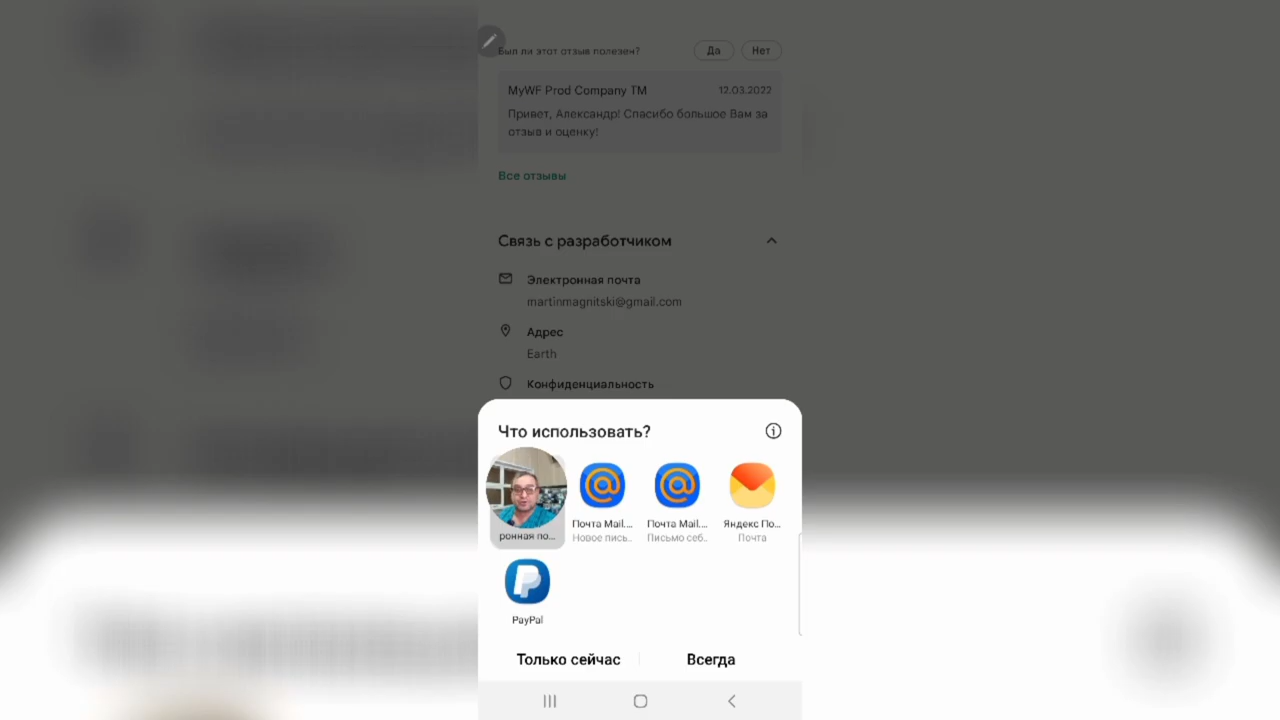 Был ли этот отзыв полезен?
Да
Нет
MyWF Prod Company TM
12.03.2022
Привет, Александр! Спасибо большое Вам за
отзыв и оценку!
Все отзывы
Связь с разработчиком
Электронная почта
martinmagnitski@gmail.com
Адрес
Earth
Конфиденциальность
Что использовать?
ронная по...
Почта Mail....
Новое пись..
Почта Mail....
Письмо себ..
Яндекс По...
Почта
PayPal
Только сейчас
Всегда